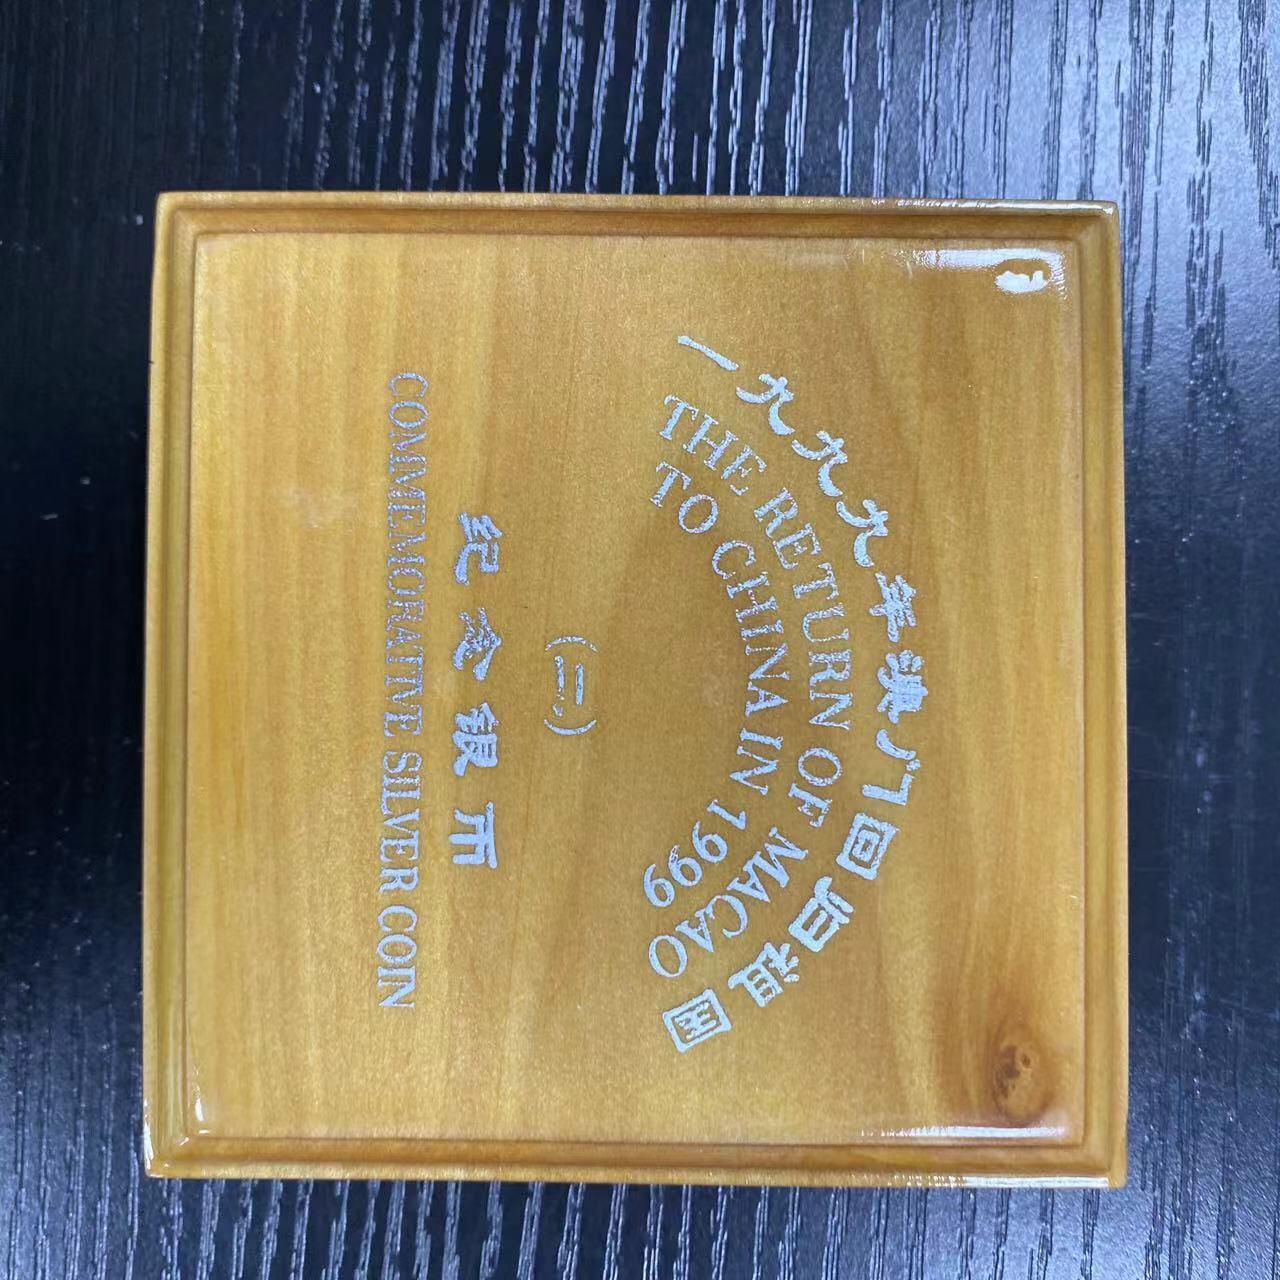 一九九九年澳门回归祖国
THE RETURN OF MACAO
TO CHINA IN 1999
(二)
纪念银币
COMMEMORATIVE SILVER COIN